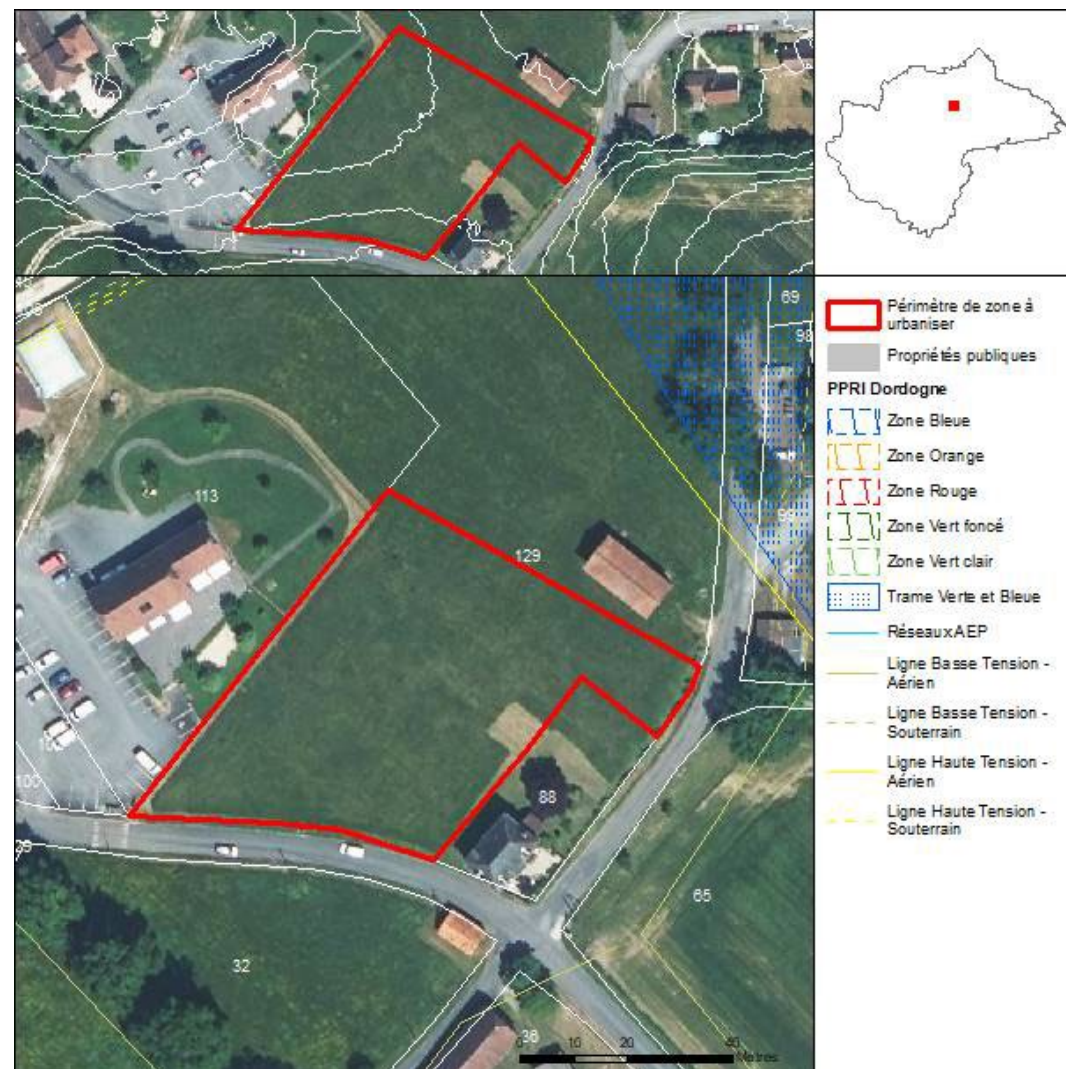 Périmètre de zone à
urbaniser
Propriétés publiques
PPRI Dordogne
Zone Bleue
Zone Orange
Zone Rouge
Zone Vert foncé
Zone Vert clair
Trame Verte et Bleue
Réseaux AEP
Ligne Basse Tension -
Aérien
Ligne Basse Tension -
Souterrain
Ligne Haute Tension -
Aérien
Ligne Haute Tension -
Souterrain
69
98
113
129
100
88
65
32
36
0 10 20 40
Mètres